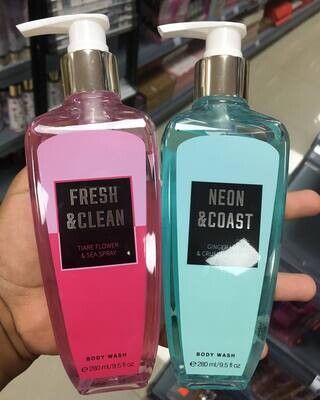 FRESH
&CLEAN
TIARE FLOWER
& SEA SPRAY
BODY WASH
℮ 280 ml/9.5 fl oz
NEON
&COAST
GINGER
&
BODY WASH
℮ 280 ml/9.5 fl oz